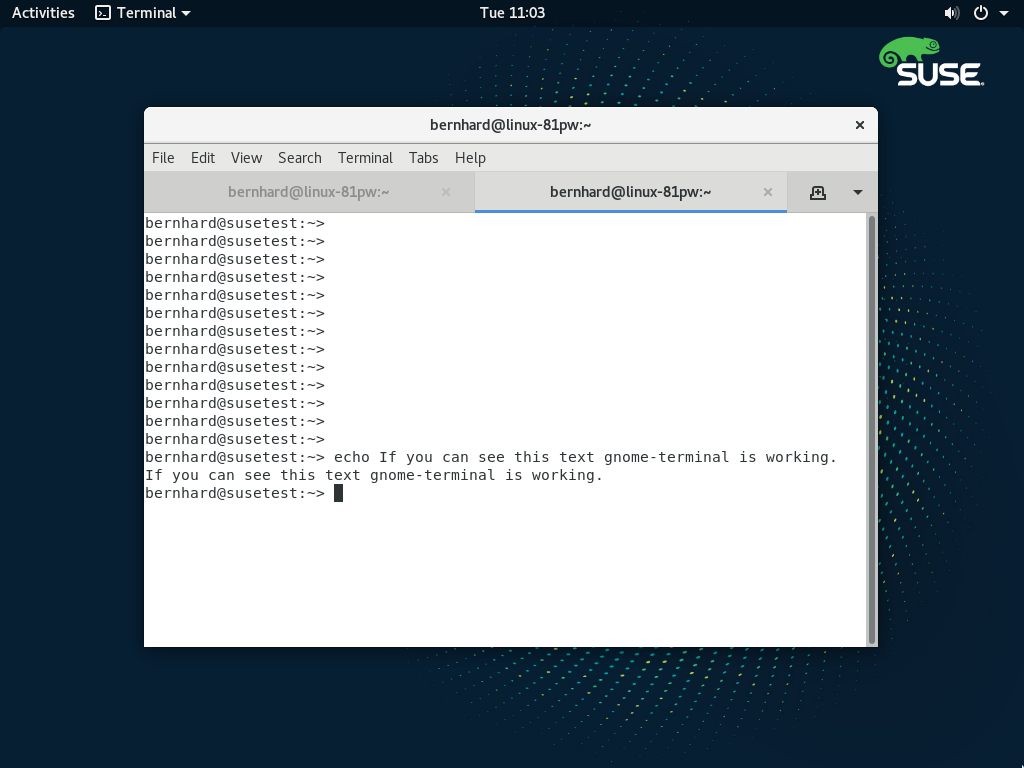 Activities Terminal Tue 11:03
SUSE
bernhard@linux-81pw:~
File Edit View Search Terminal Tabs Help
bernhard@linux-81pw:~ bernhard@linux-81pw:~
bernhard@susetest:~>
bernhard@susetest:~>
bernhard@susetest:~>
bernhard@susetest:~>
bernhard@susetest:~>
bernhard@susetest:~>
bernhard@susetest:~>
bernhard@susetest:~>
bernhard@susetest:~>
bernhard@susetest:~>
bernhard@susetest:~>
bernhard@susetest:~>
bernhard@susetest:~>
bernhard@susetest:~> echo If you can see this text gnome-terminal is working.
If you can see this text gnome-terminal is working.
bernhard@susetest:~>